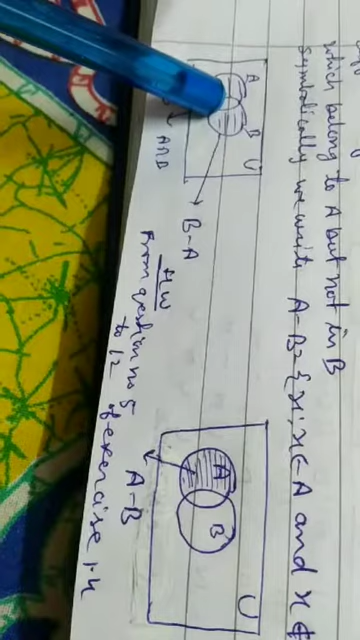 which belong to A but not in B
symbolically we write A-B={x:x∈A and x∉
A
B
U
A∩B
B-A
A
B
U
A-B
HW
From question no 5
to 12 of exercise 1.4